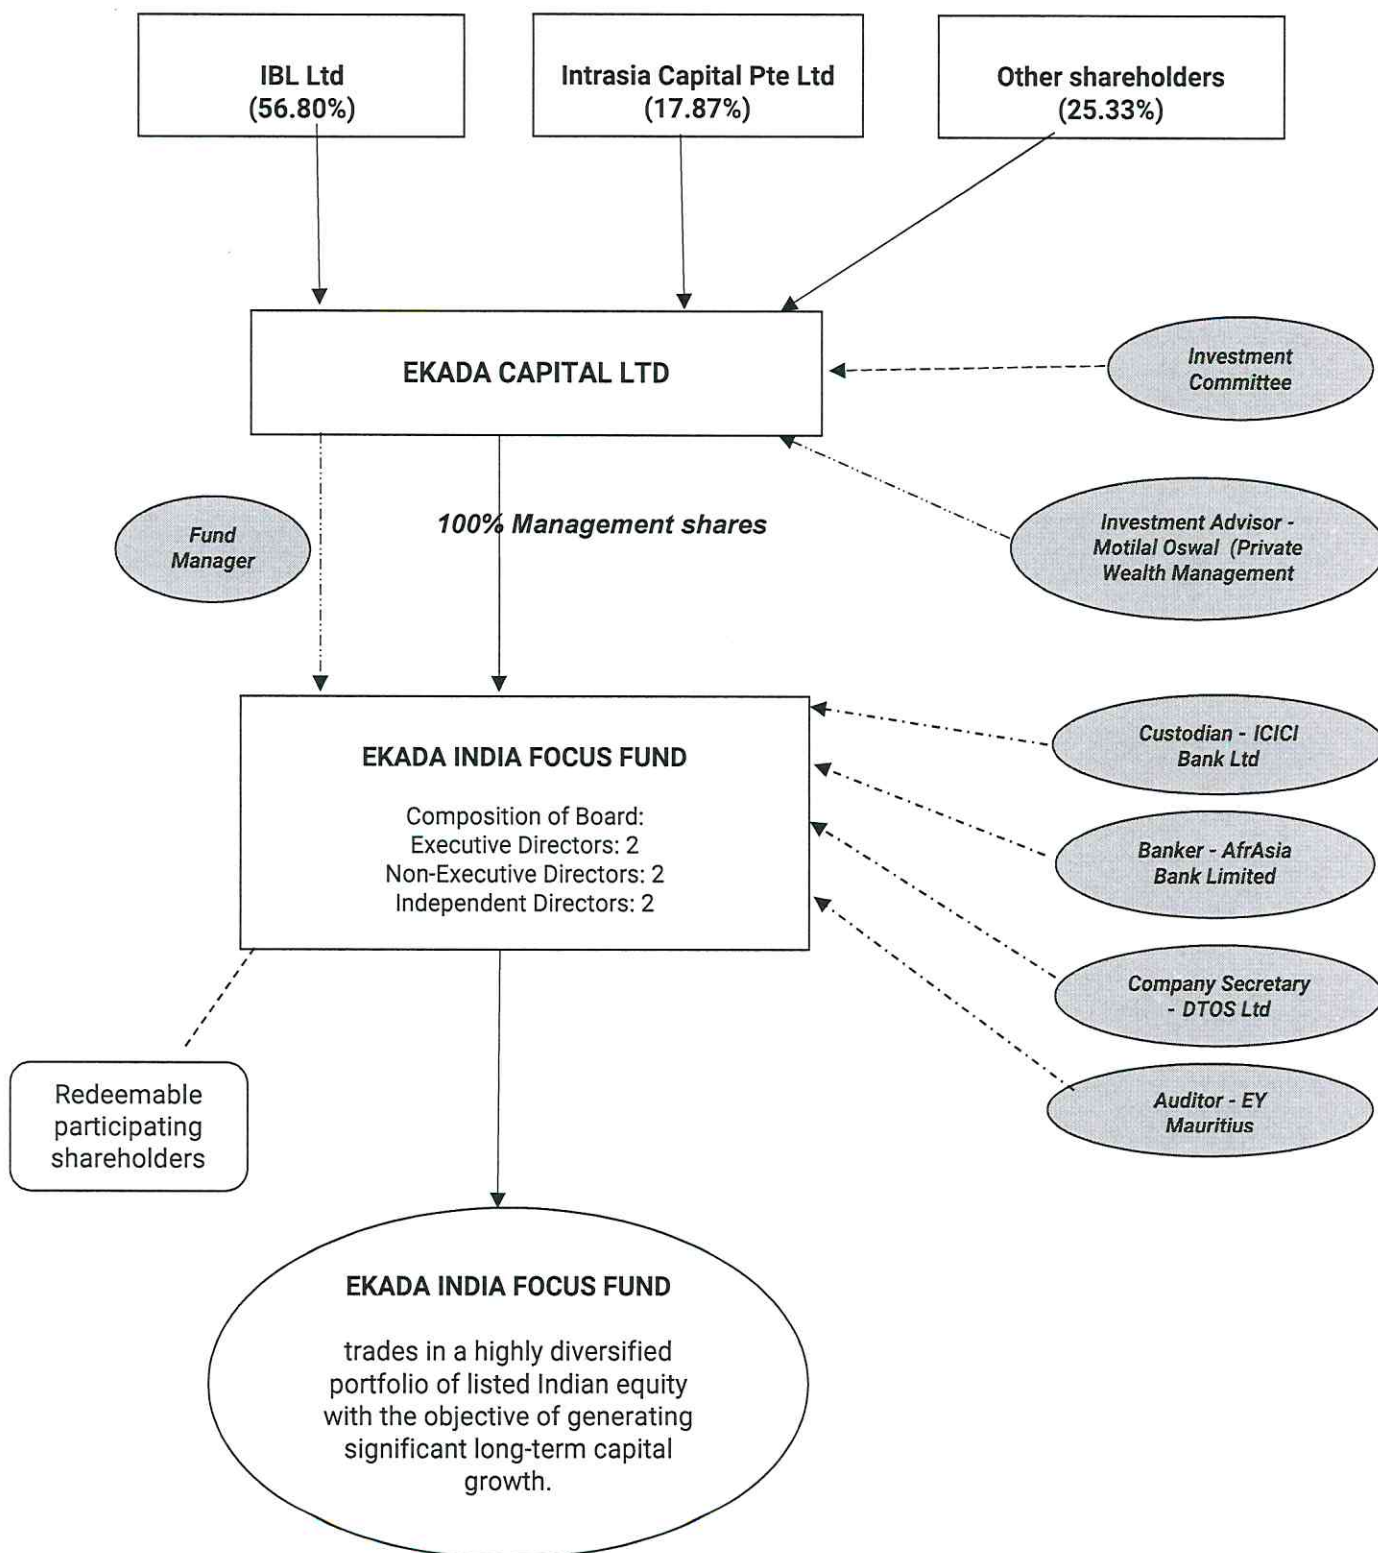 IBL Ltd
(56.80%)
Intrasia Capital Pte Ltd
(17.87%)
Other shareholders
(25.33%)
EKADA CAPITAL LTD
Investment
Committee
Fund
Manager
100% Management shares
Investment Advisor -
Motilal Oswal (Private
Wealth Management
EKADA INDIA FOCUS FUND
Composition of Board:
Executive Directors: 2
Non-Executive Directors: 2
Independent Directors: 2
Custodian - ICICI
Bank Ltd
Banker - AfrAsia
Bank Limited
Company Secretary
- DTOS Ltd
Auditor - EY
Mauritius
Redeemable
participating
shareholders
EKADA INDIA FOCUS FUND
trades in a highly diversified
portfolio of listed Indian equity
with the objective of generating
significant long-term capital
growth.